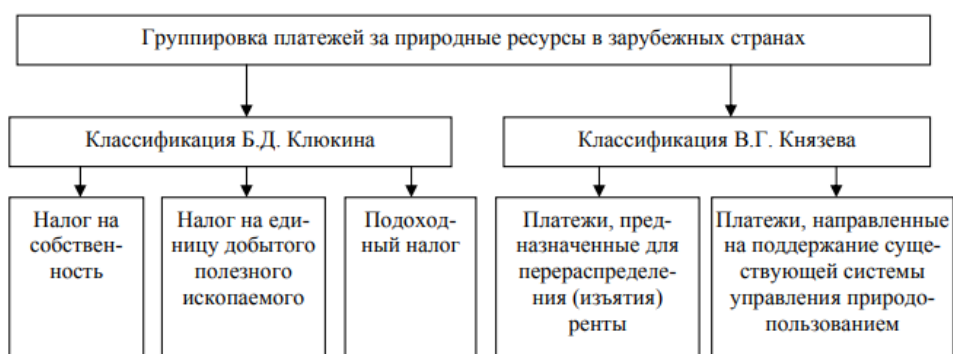 Группировка платежей за природные ресурсы в зарубежных странах
Классификация Б.Д. Клюкина
Классификация В.Г. Князева
Налог на
собствен-
ность
Налог на еди-
ницу добытого
полезного
ископаемого
Подоход-
ный налог
Платежи, пред-
назначенные для
перераспределе-
ния (изъятия)
ренты
Платежи, направленные
на поддержание суще-
ствующей системы
управления природо-
пользованием